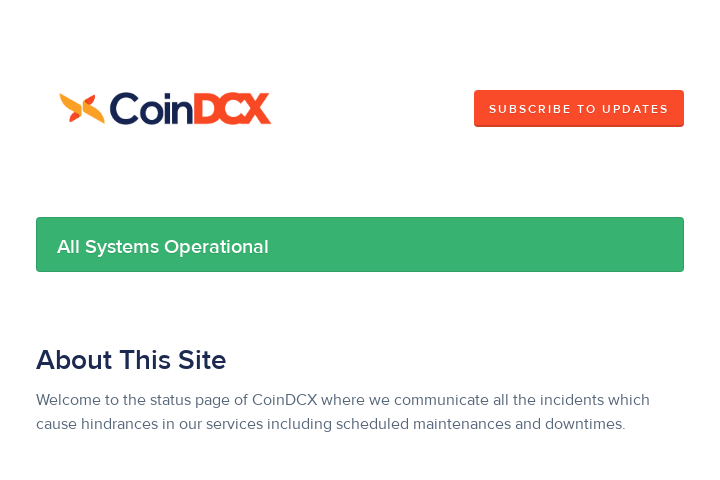 CoinDCX
SUBSCRIBE TO UPDATES
All Systems Operational
About This Site
Welcome to the status page of CoinDCX where we communicate all the incidents which
cause hindrances in our services including scheduled maintenances and downtimes.